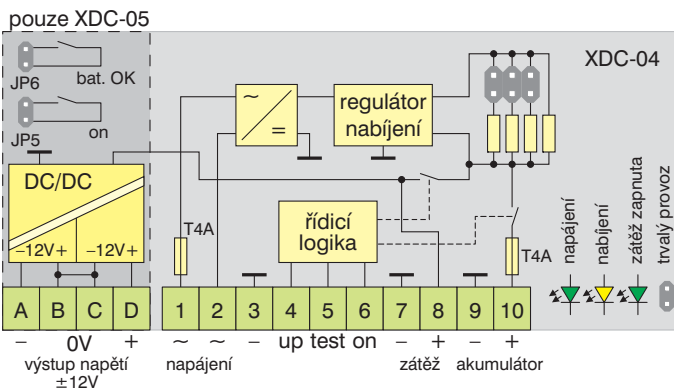 pouze XDC-05
XDC-04
JP6
bat. OK
JP5
on
~
=
regulátor
nabíjení
DC/DC
–12V+ –12V+
T4A
řídicí
logika
T4A
napájení
nabíjení
zátěž zapnuta
trvalý provoz
A B C D 1 2 3 4 5 6 7 8 9 10
– 0V + ~ ~ – up test on – + – +
výstup napětí
±12V
napájení
zátěž
akumulátor